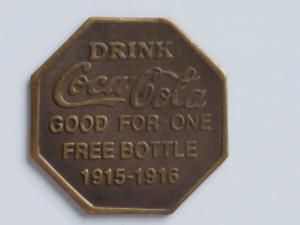 DRINK
Coca-Cola
GOOD FOR ONE
FREE BOTTLE
1915-1916